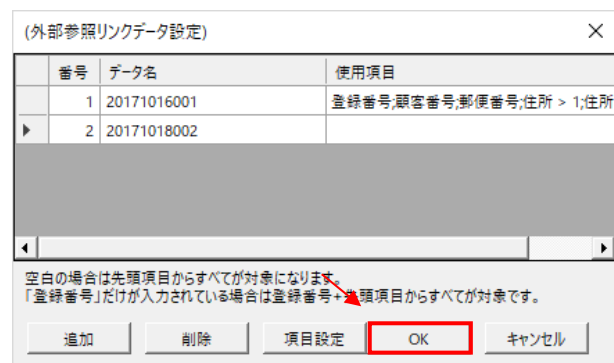 (外部参照リンクデータ設定)
番号 データ名 使用項目
1 20171016001 登録番号;顧客番号;郵便番号;住所 > 1;住所
2 20171018002
空白の場合は先頭項目からすべてが対象になります。
「登録番号」だけが入力されている場合は登録番号+先頭項目からすべてが対象です。
追加 削除 項目設定 OK キャンセル